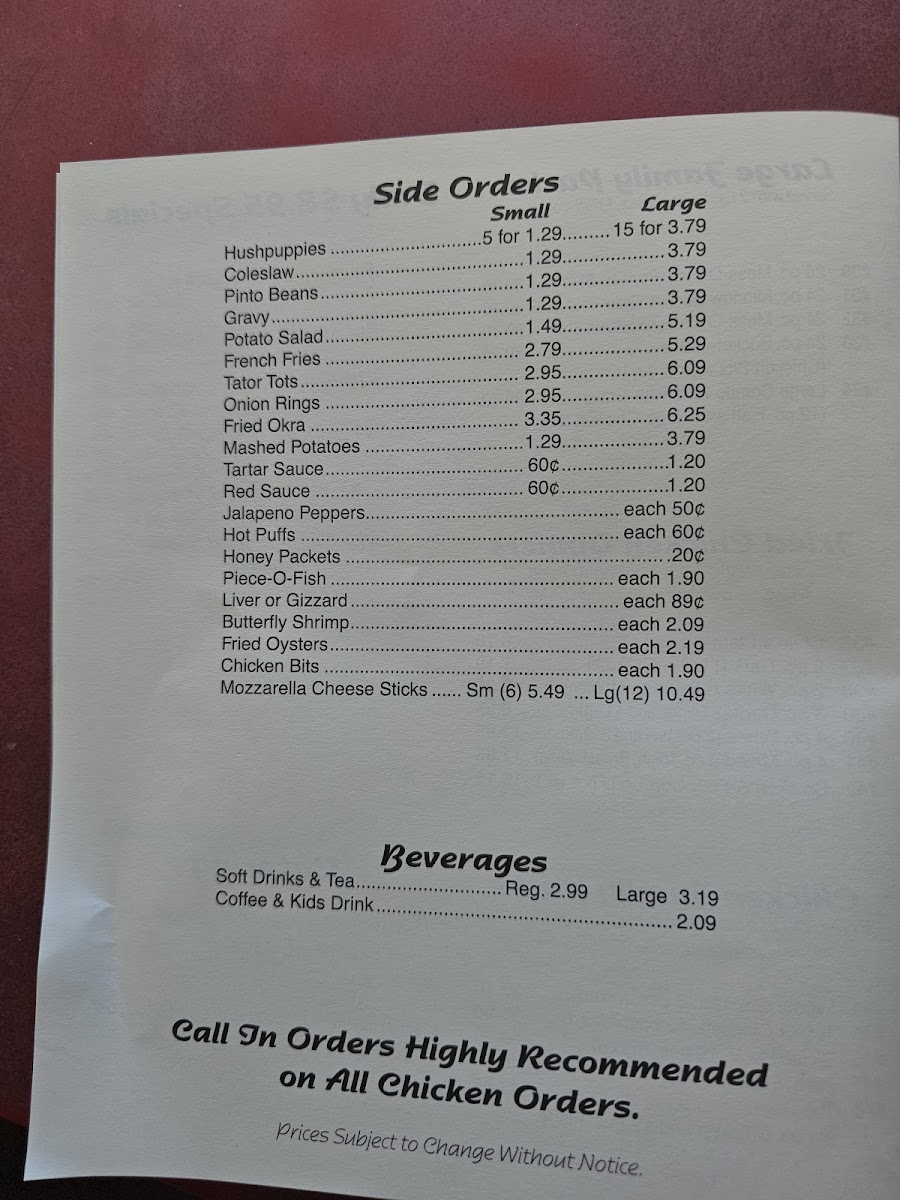 Side Orders
Small Large
Hushpuppies ..............................5 for 1.29......... 15 for 3.79
Coleslaw..............................................1.29....................3.79
Pinto Beans.........................................1.29....................3.79
Gravy...................................................1.29....................3.79
Potato Salad........................................1.49....................5.19
French Fries ....................................... 2.79....................5.29
Tator Tots............................................ 2.95....................6.09
Onion Rings ....................................... 2.95....................6.09
Fried Okra .......................................... 3.35....................6.25
Mashed Potatoes ................................1.29....................3.79
Tartar Sauce........................................ 60¢.....................1.20
Red Sauce .......................................... 60¢.....................1.20
Jalapeno Peppers................................................... each 50¢
Hot Puffs ................................................................ each 60¢
Honey Packets ................................................................ .20¢
Piece-O-Fish .......................................................... each 1.90
Liver or Gizzard...................................................... each 89¢
Butterfly Shrimp..................................................... each 2.09
Fried Oysters......................................................... each 2.19
Chicken Bits .......................................................... each 1.90
Mozzarella Cheese Sticks ...... Sm (6) 5.49 ... Lg(12) 10.49
Beverages
Soft Drinks & Tea............................ Reg. 2.99 Large 3.19
Coffee & Kids Drink......................................................... 2.09
Call In Orders Highly Recommended
on All Chicken Orders.
Prices Subject to Change Without Notice.